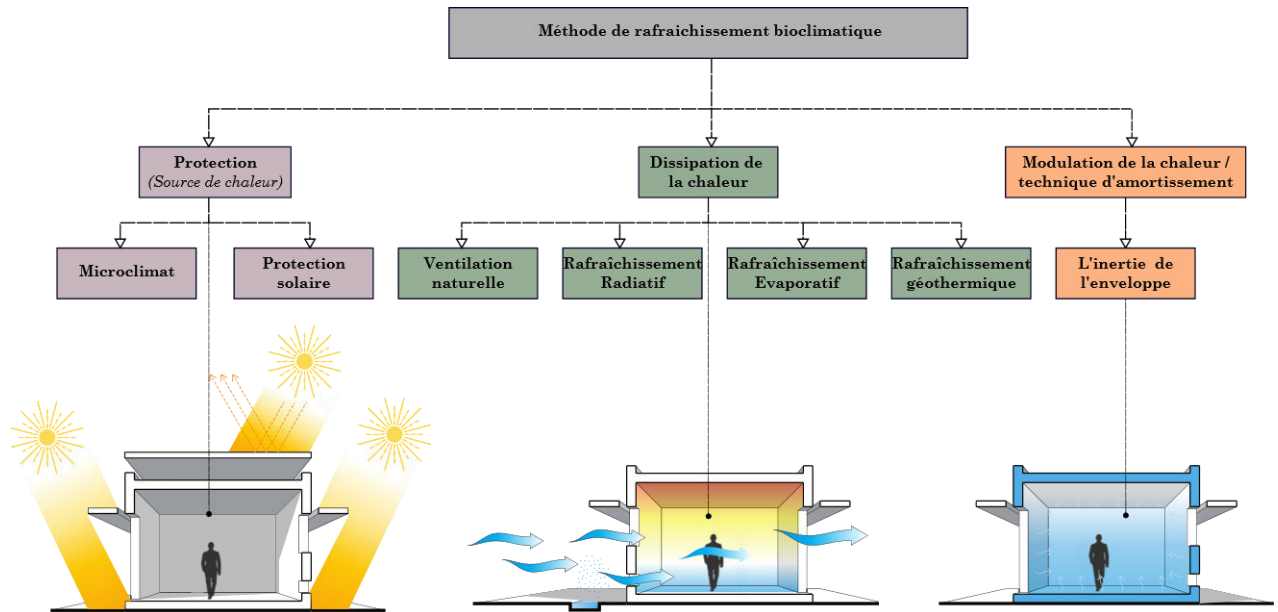 Méthode de rafraichissement bioclimatique
Protection
(Source de chaleur)
Dissipation de
la chaleur
Modulation de la chaleur /
technique d'amortissement
Microclimat
Protection
solaire
Ventilation
naturelle
Rafraîchissement
Radiatif
Rafraîchissement
Evaporatif
Rafraîchissement
géothermique
L'inertie de
l'enveloppe